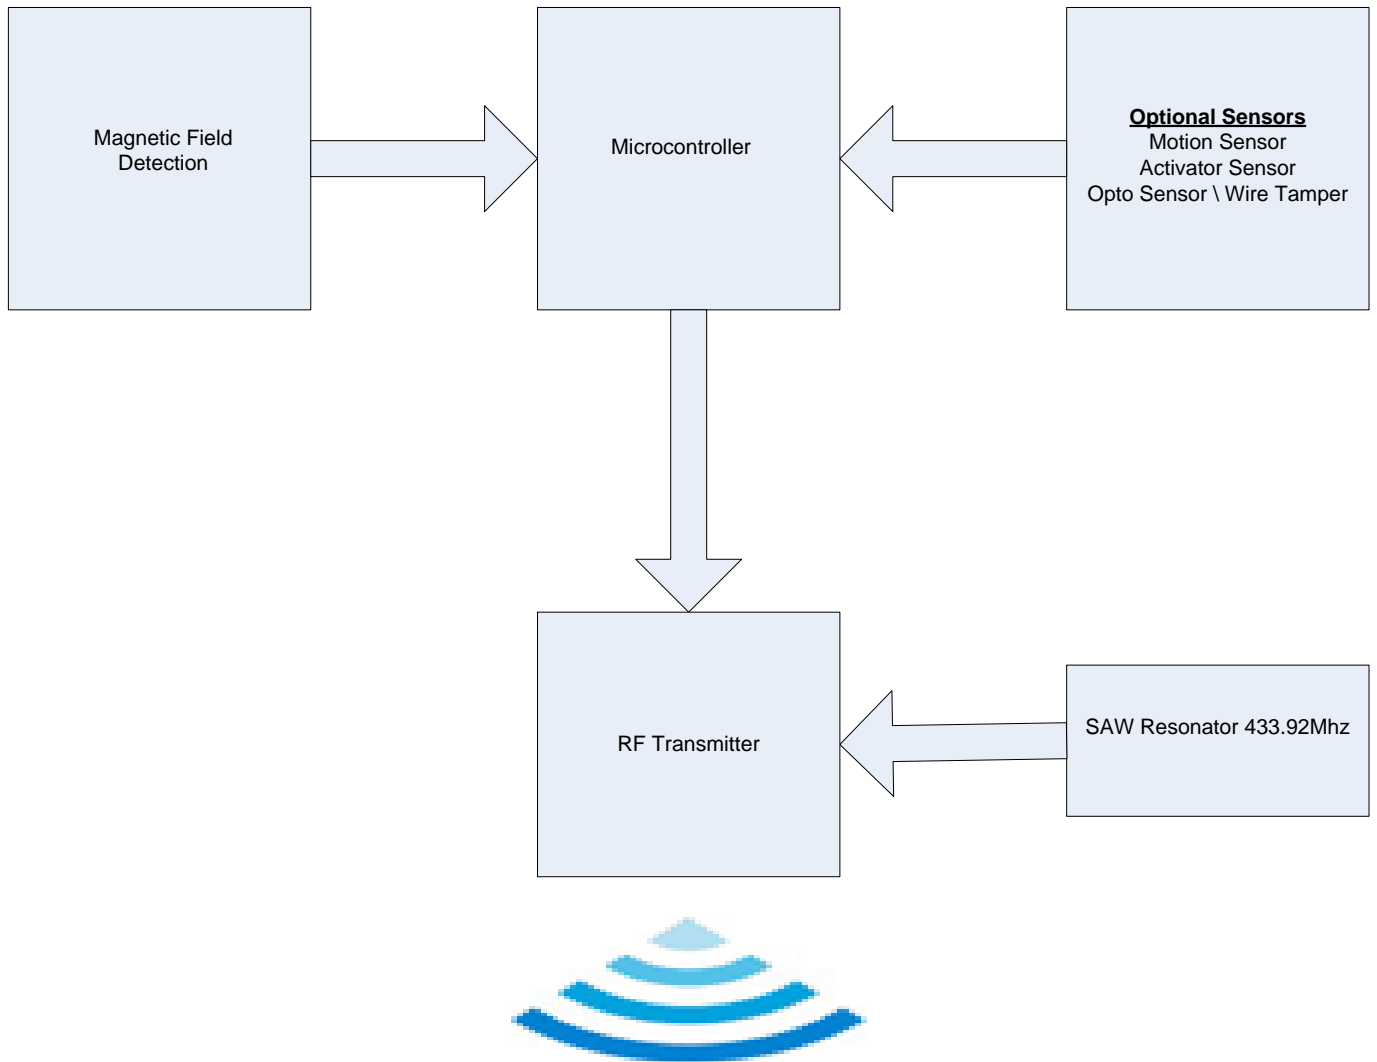 Magnetic Field
Detection
Microcontroller
Optional Sensors
Motion Sensor
Activator Sensor
Opto Sensor \ Wire Tamper
RF Transmitter
SAW Resonator 433.92Mhz